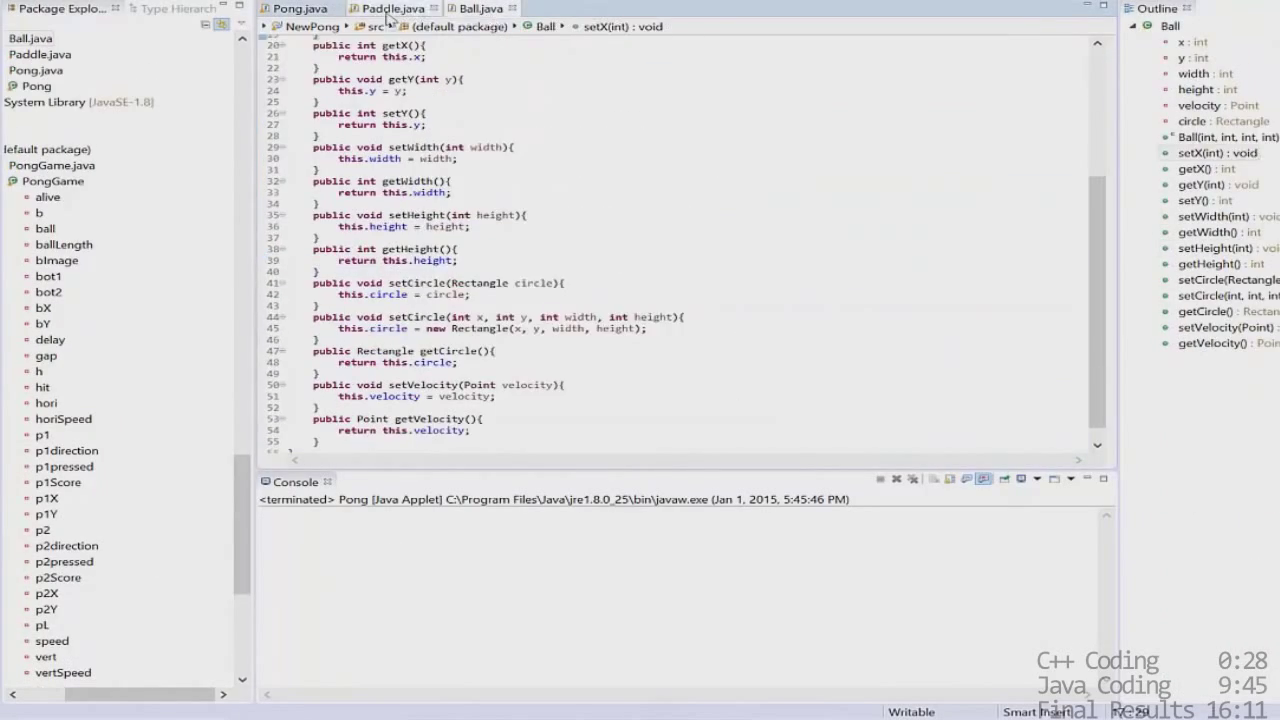 Package Explo...
Type Hierarch
Ball.java
Paddle.java
Pong.java
Pong
System Library [JavaSE-1.8]
(default package)
PongGame.java
PongGame
alive
b
ball
ballLength
bImage
bot1
bot2
bX
bY
delay
gap
h
hit
hori
horiSpeed
p1
p1direction
p1pressed
p1Score
p1X
p1Y
p2
p2direction
p2pressed
p2Score
p2X
p2Y
pL
speed
vert
vertSpeed
Pong.java Paddle.java Ball.java
NewPong src (default package) Ball setX(int) : void
20 public int getX(){
21 return this.x;
22 }
23 public void getY(int y){
24 this.y = y;
25 }
26 public int setY(){
27 return this.y;
28 }
29 public void setWidth(int width){
30 this.width = width;
31 }
32 public int getWidth(){
33 return this.width;
34 }
35 public void setHeight(int height){
36 this.height = height;
37 }
38 public int getHeight(){
39 return this.height;
40 }
41 public void setCircle(Rectangle circle){
42 this.circle = circle;
43 }
44 public void setCircle(int x, int y, int width, int height){
45 this.circle = new Rectangle(x, y, width, height);
46 }
47 public Rectangle getCircle(){
48 return this.circle;
49 }
50 public void setVelocity(Point velocity){
51 this.velocity = velocity;
52 }
53 public Point getVelocity(){
54 return this.velocity;
55 }
Console
<terminated> Pong [Java Applet] C:\Program Files\Java\jre1.8.0_25\bin\javaw.exe (Jan 1, 2015, 5:45:46 PM)
Outline
Ball
x : int
y : int
width : int
height : int
velocity : Point
circle : Rectangle
Ball(int, int, int, int)
setX(int) : void
getX() : int
getY(int) : void
setY() : int
setWidth(int) : void
getWidth() : int
setHeight(int) : void
getHeight() : int
setCircle(Rectangle
setCircle(int, int, int,
getCircle() : Rectan
setVelocity(Point) :
getVelocity() : Poin
C++ Coding 0:28
Java Coding 9:45
Final Results 16:11
Writable Smart Insert